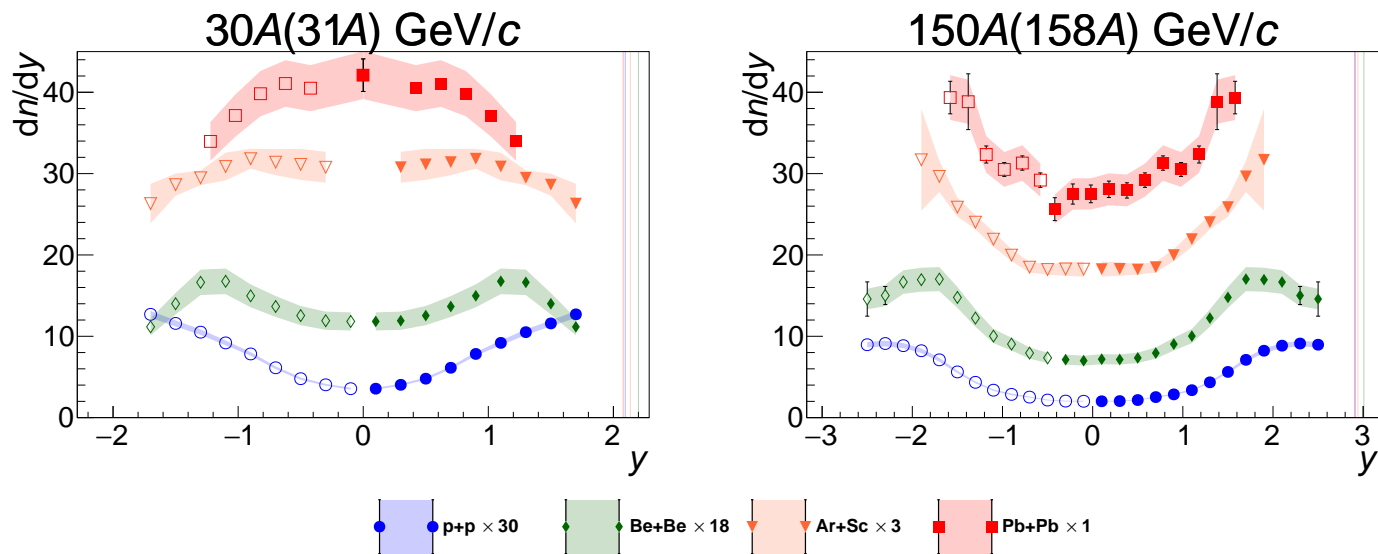 30A(31A) GeV/c
150A(158A) GeV/c
dn/dy
40
30
20
10
0
−2
−1
0
1
2
y
dn/dy
40
30
20
10
0
−3
−2
−1
0
1
2
3
y
p+p × 30
Be+Be × 18
Ar+Sc × 3
Pb+Pb × 1